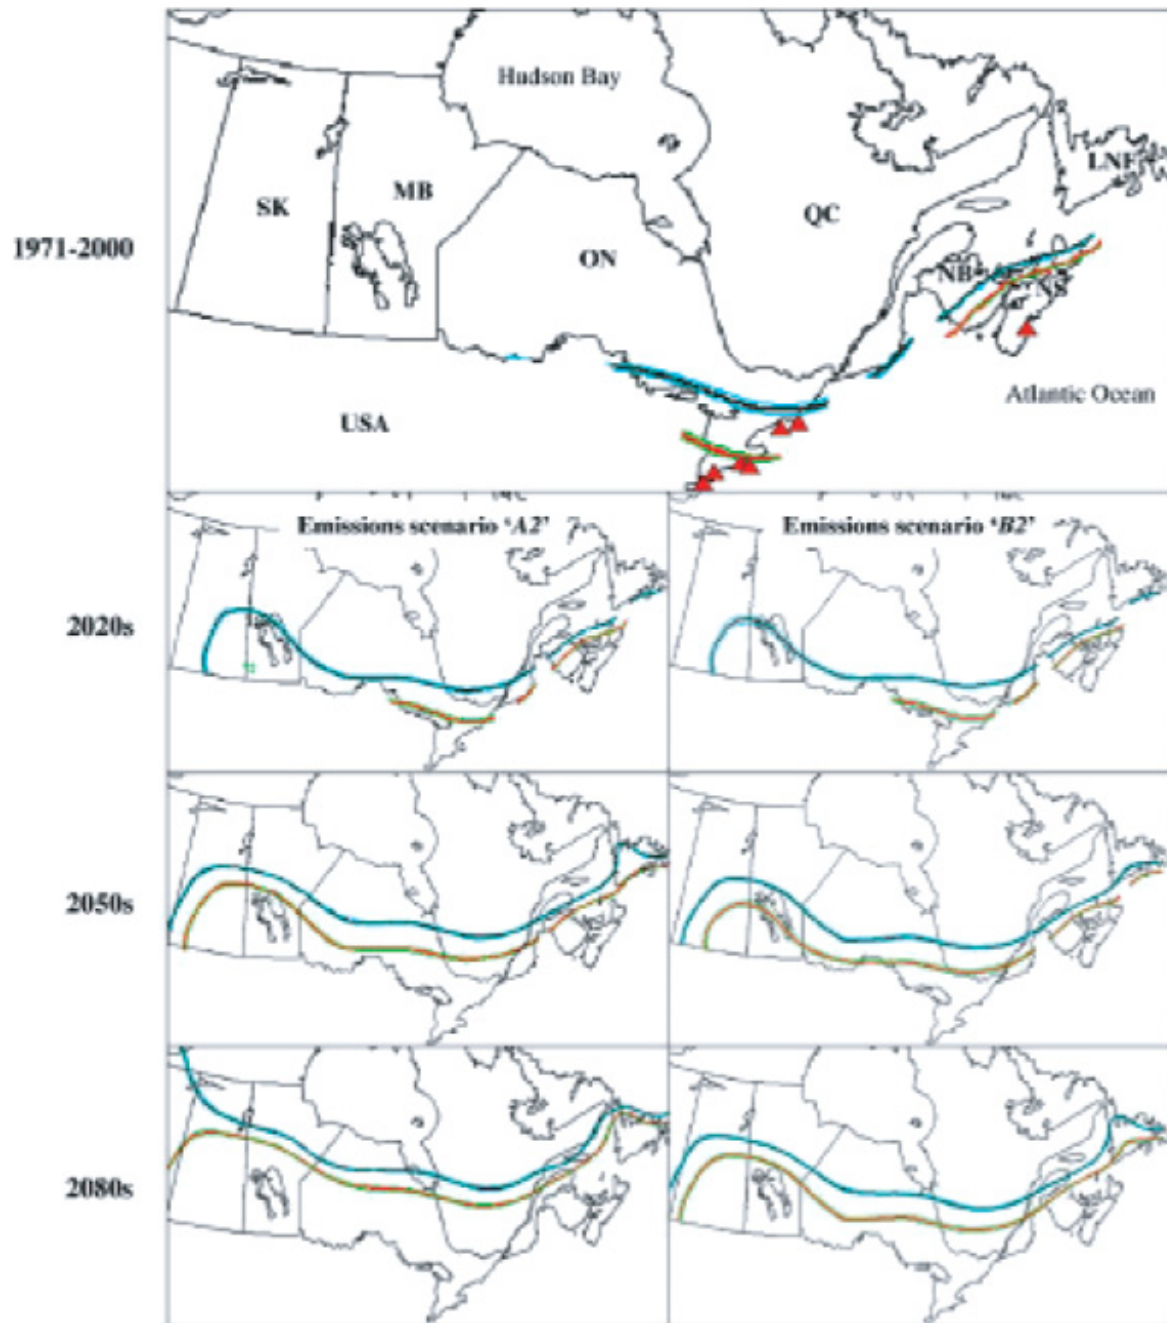 Hudson Bay
LNF
SK
MB
QC
1971-2000
ON
NB
NS
Atlantic Ocean
USA
Emissions scenario ‘A2’
Emissions scenario ‘B2’
2020s
2050s
2080s